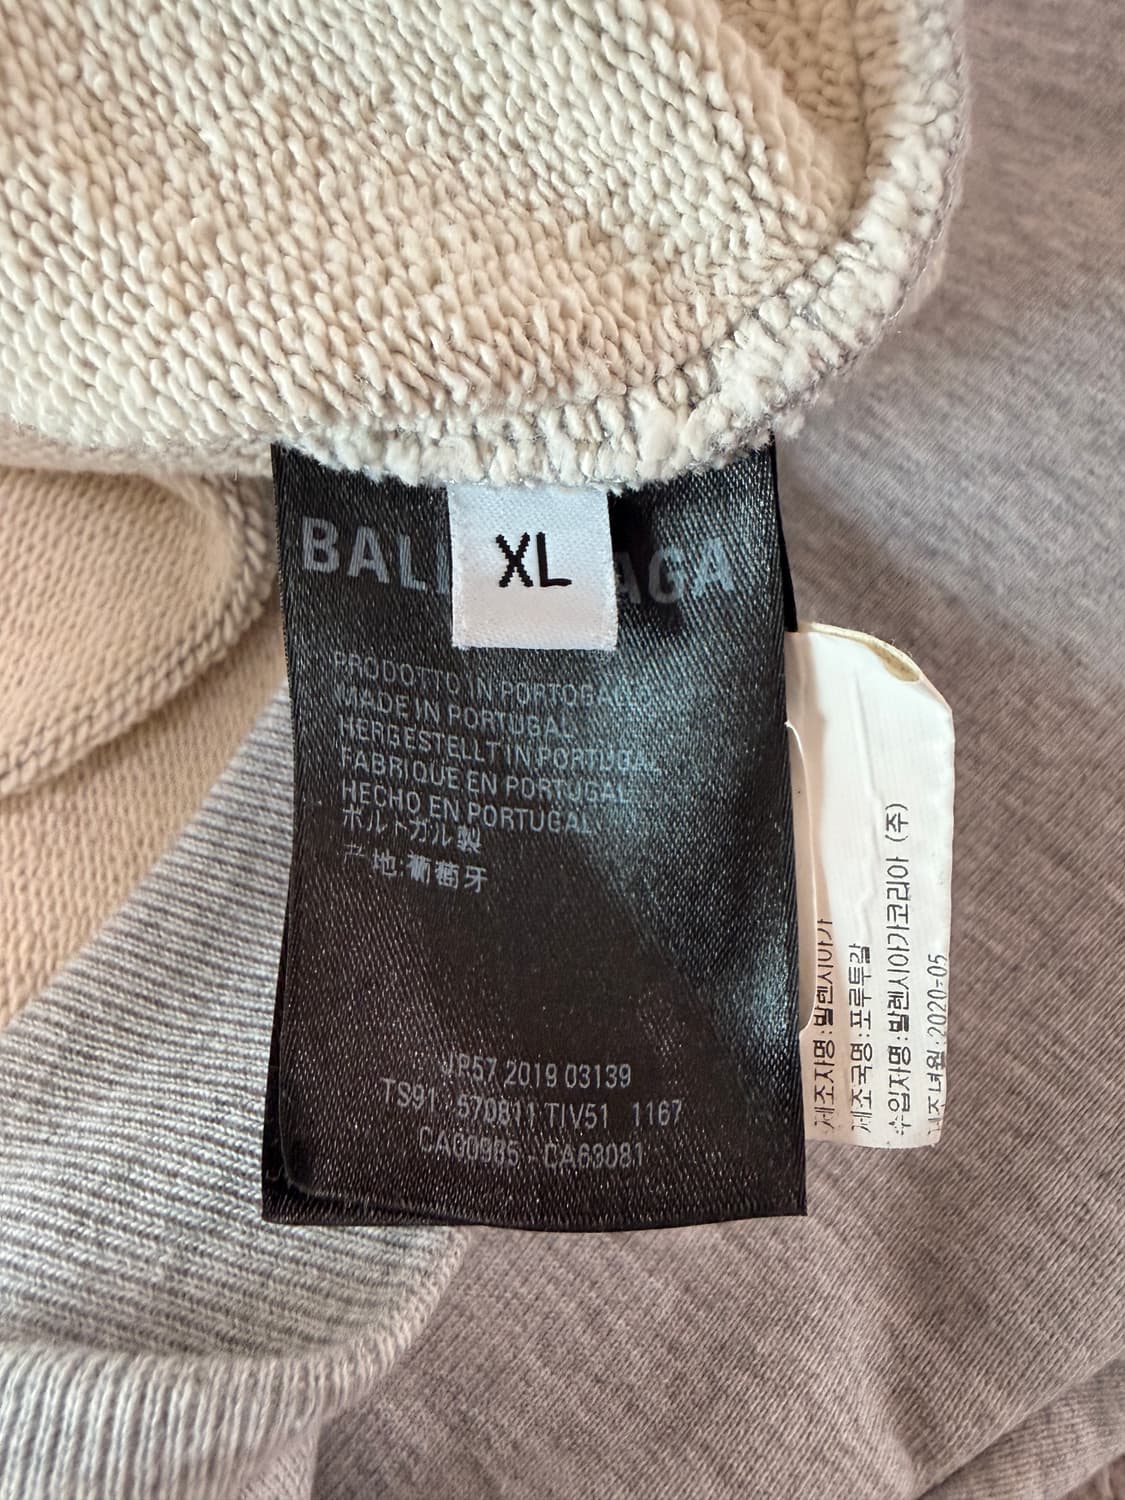 XL
PRODOTTO IN PORTOGALLO
MADE IN PORTUGAL
HERGESTELLT IN PORTUGAL
FABRIQUE EN PORTUGAL
HECHO EN PORTUGAL
ポルトガル製
产地:葡萄牙
JP57 2019 03139
TS91 570811 TIV51 1167
CA00985 - CA63081
제조자명:발렌시아가
제조국명:포르투갈
수입자명:발렌시아가코리아 (주)
제조년월:2020-05